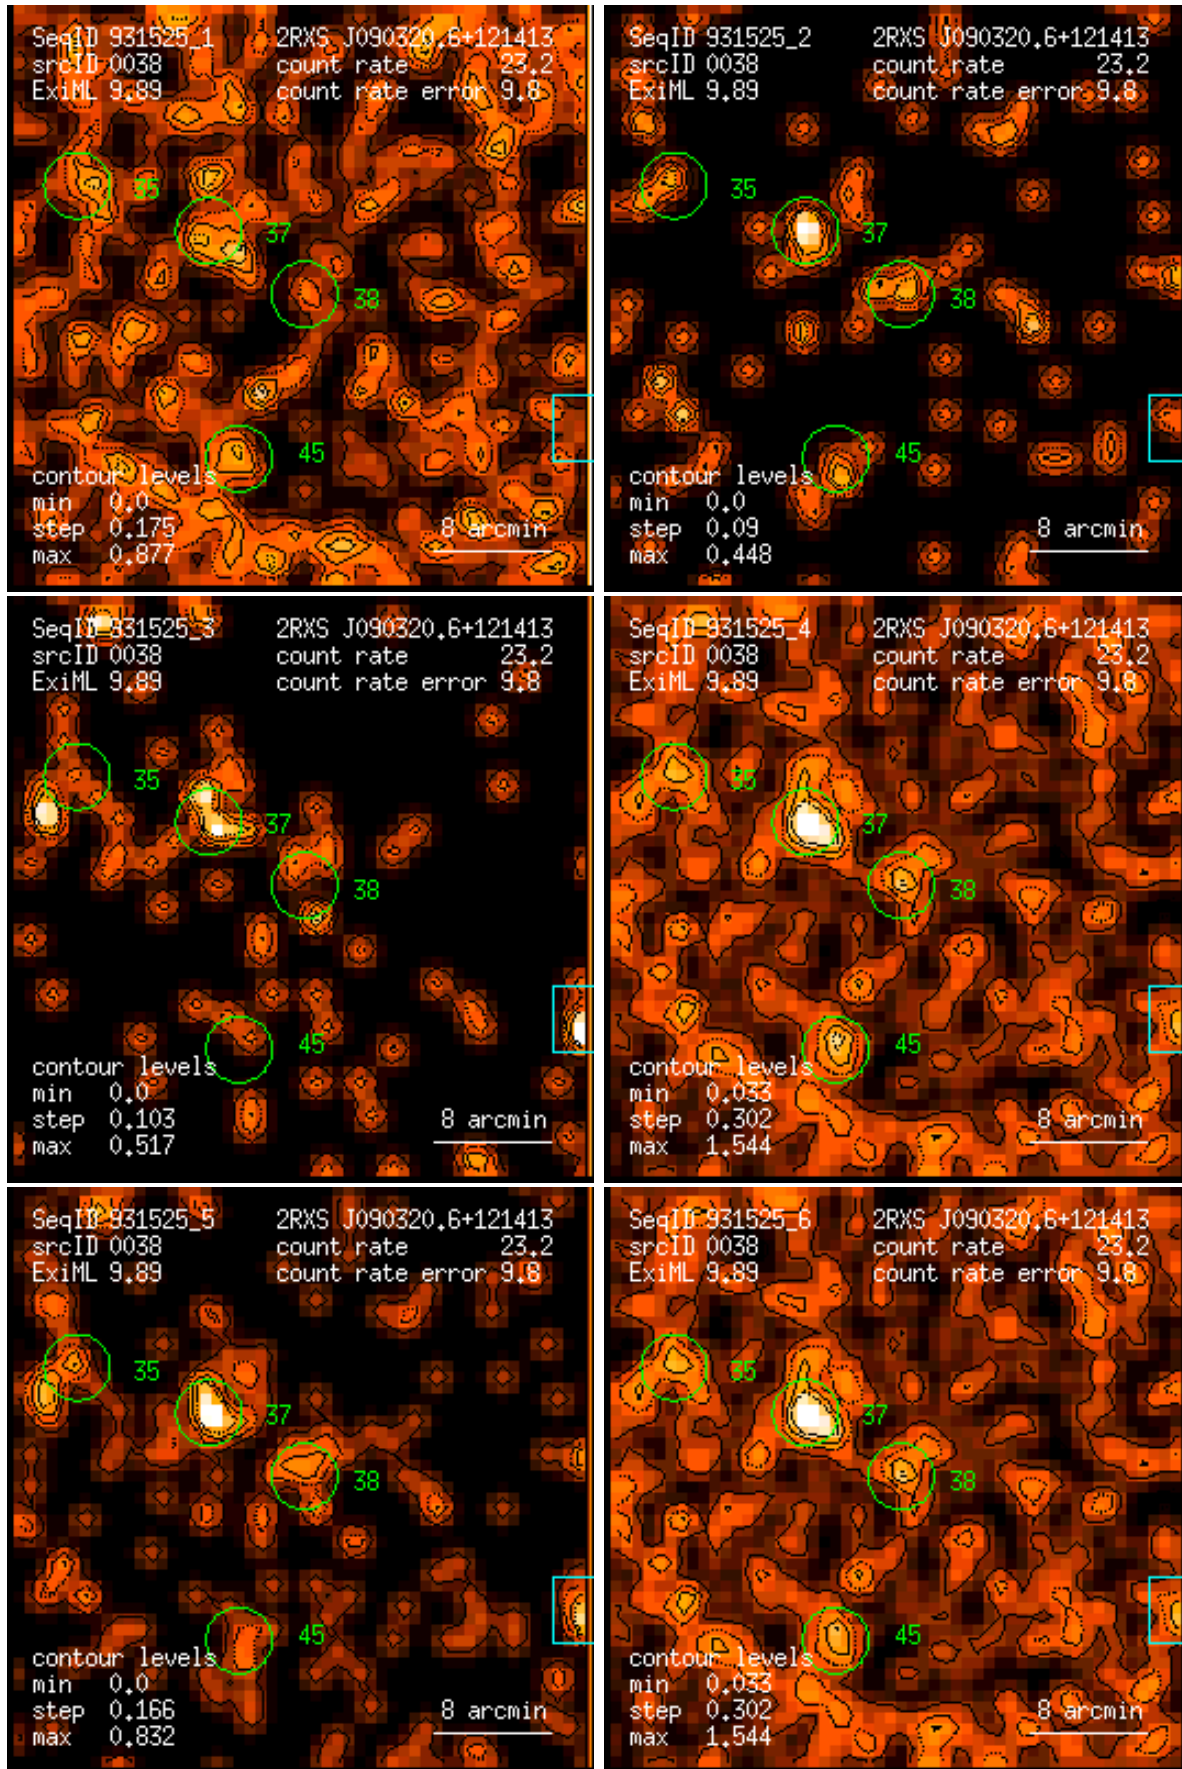 SeqID 931525_1 2RXS J090320.6+121413
srcID 0038 count rate 23.2
ExiML 9.89 count rate error 9.8
35
37
38
45
contour levels
min 0.0
step 0.175
max 0.877
8 arcmin
SeqID 931525_2 2RXS J090320.6+121413
srcID 0038 count rate 23.2
ExiML 9.89 count rate error 9.8
35
37
38
45
contour levels
min 0.0
step 0.09
max 0.448
8 arcmin
SeqID 931525_3 2RXS J090320.6+121413
srcID 0038 count rate 23.2
ExiML 9.89 count rate error 9.8
35
37
38
45
contour levels
min 0.0
step 0.103
max 0.517
8 arcmin
SeqID 931525_4 2RXS J090320.6+121413
srcID 0038 count rate 23.2
ExiML 9.89 count rate error 9.8
35
37
38
45
contour levels
min 0.033
step 0.302
max 1.544
8 arcmin
SeqID 931525_5 2RXS J090320.6+121413
srcID 0038 count rate 23.2
ExiML 9.89 count rate error 9.8
35
37
38
45
contour levels
min 0.0
step 0.166
max 0.832
8 arcmin
SeqID 931525_6 2RXS J090320.6+121413
srcID 0038 count rate 23.2
ExiML 9.89 count rate error 9.8
35
37
38
45
contour levels
min 0.033
step 0.302
max 1.544
8 arcmin